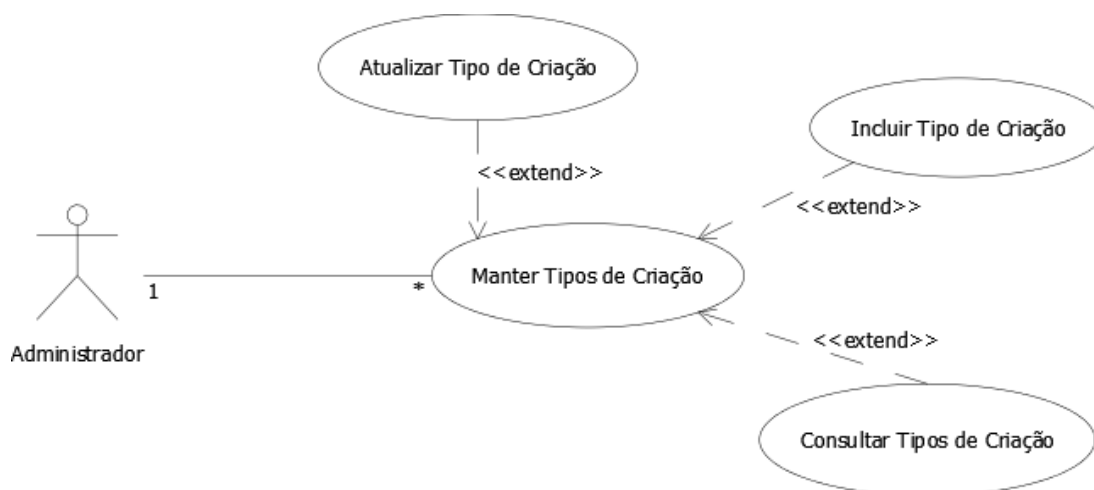 Atualizar Tipo de Criação
Incluir Tipo de Criação
<<extend>>
<<extend>>
Manter Tipos de Criação
1
*
<<extend>>
Administrador
Consultar Tipos de Criação